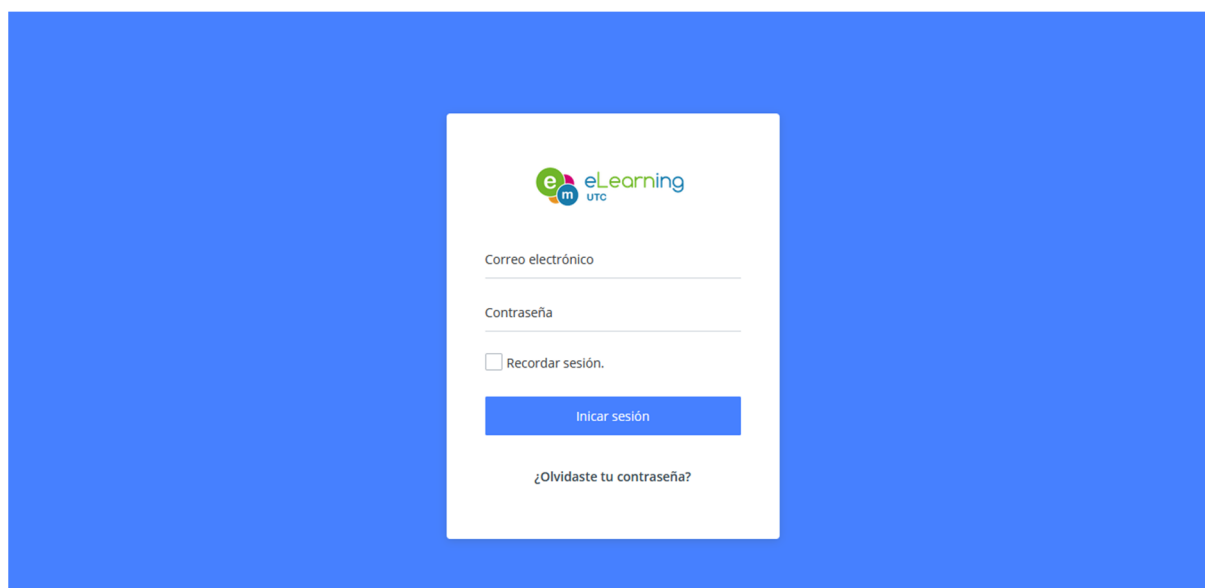 e
m
eLearning
UTC
Correo electrónico
Contraseña
Recordar sesión.
Inicar sesión
¿Olvidaste tu contraseña?